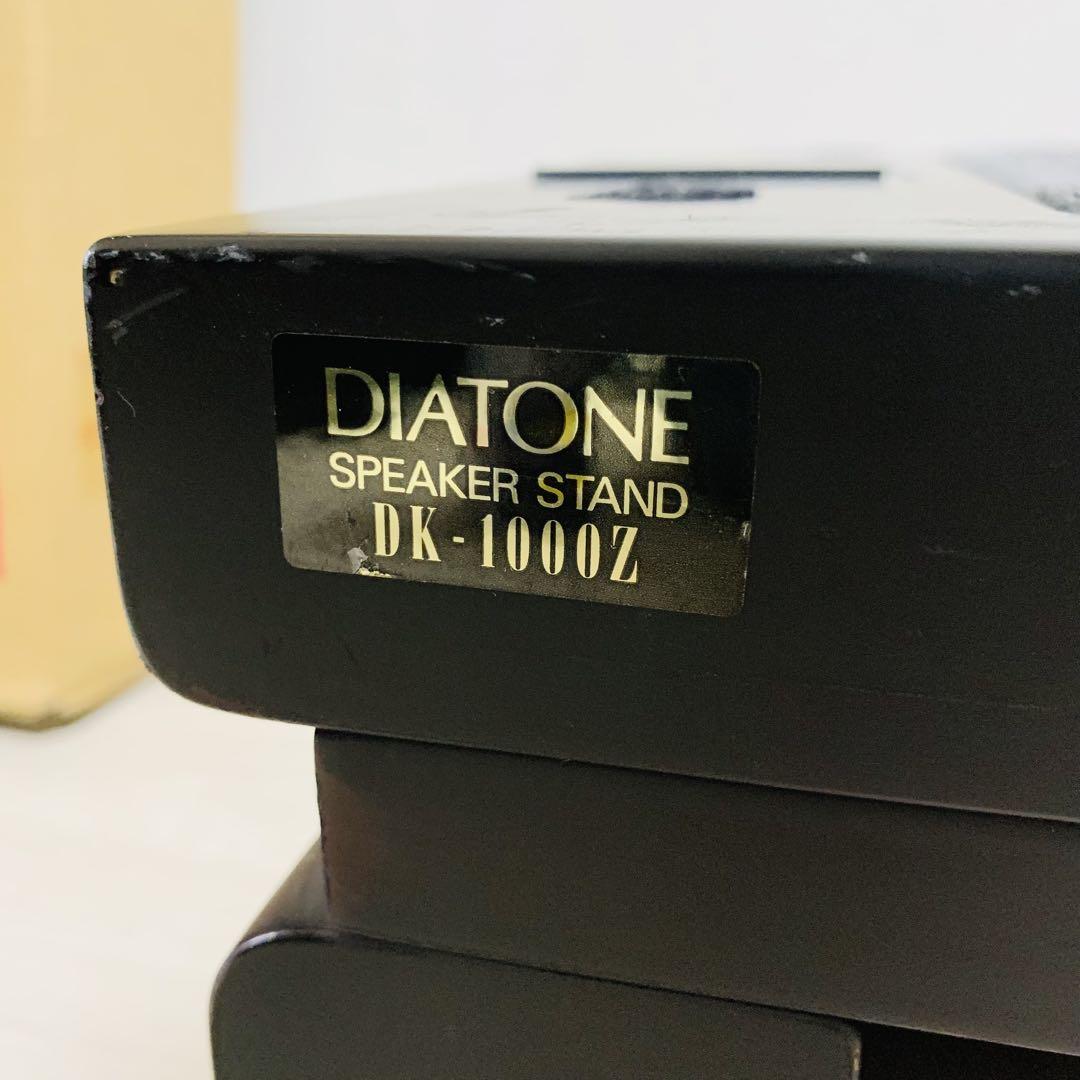 DIATONE
SPEAKER STAND
DK-1000Z